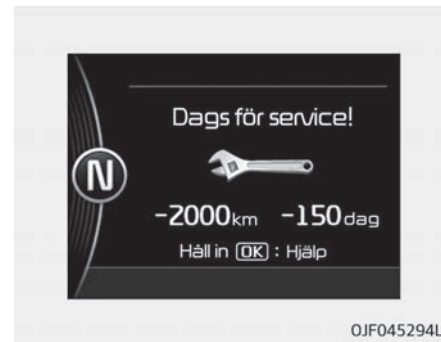 Dags för service!
N
-2000km -150dag
Håll in OK : Hjälp
OJF045294L